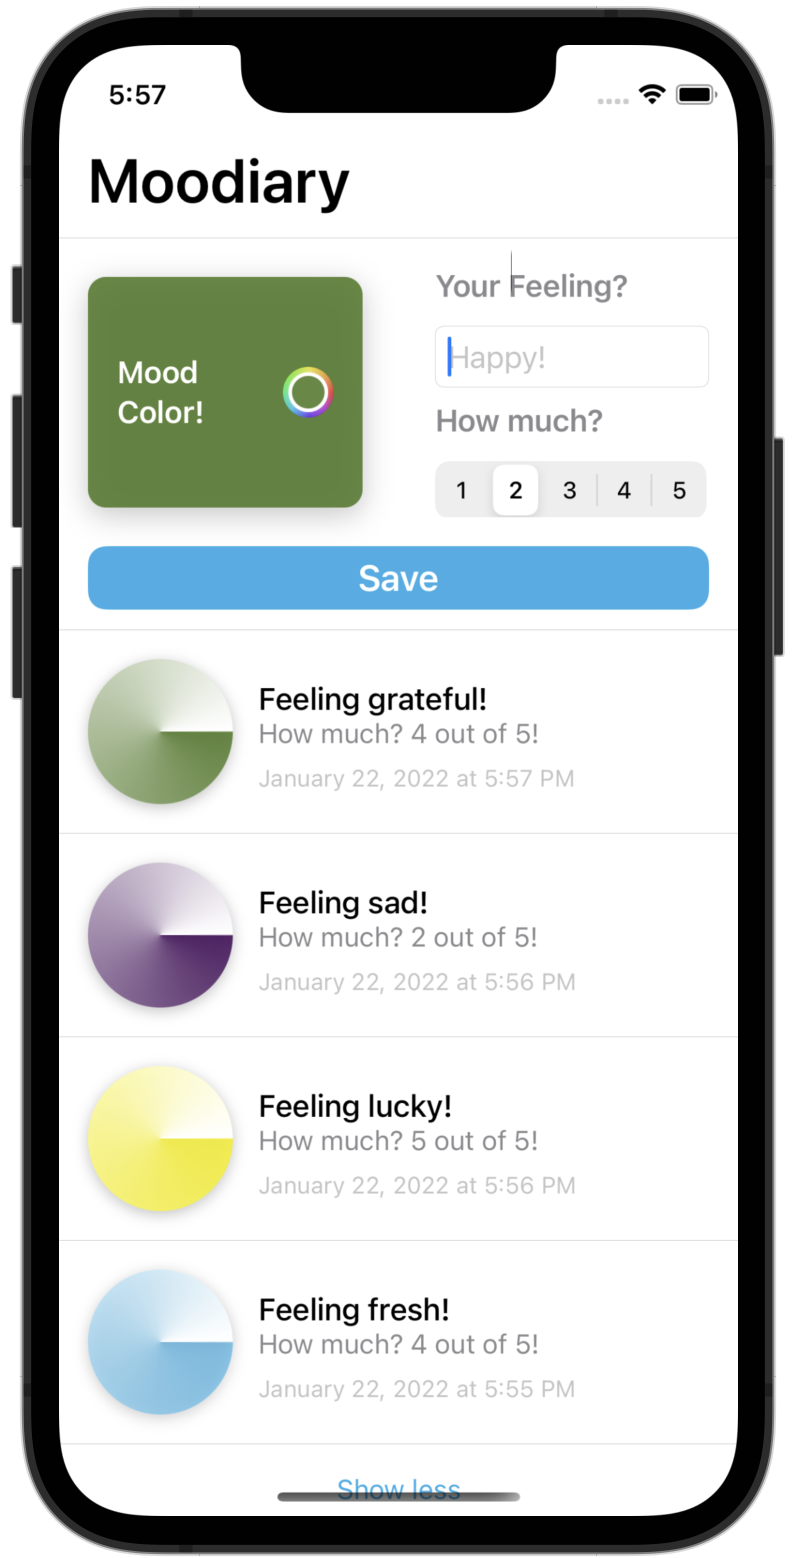 5:57
Moodiary
Mood
Color!
Your Feeling?
Happy!
How much?
1 2 3 4 5
Save
Feeling grateful!
How much? 4 out of 5!
January 22, 2022 at 5:57 PM
Feeling sad!
How much? 2 out of 5!
January 22, 2022 at 5:56 PM
Feeling lucky!
How much? 5 out of 5!
January 22, 2022 at 5:56 PM
Feeling fresh!
How much? 4 out of 5!
January 22, 2022 at 5:55 PM
Show less